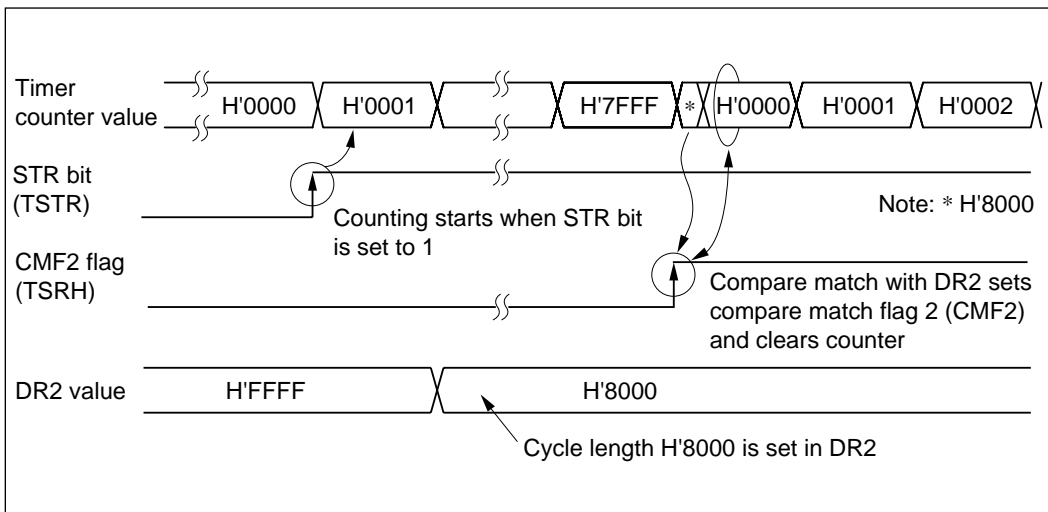 Timer
counter value
H'0000 H'0001 H'7FFF * H'0000 H'0001 H'0002
STR bit
(TSTR)
Counting starts when STR bit
is set to 1
Note: * H'8000
CMF2 flag
(TSRH)
Compare match with DR2 sets
compare match flag 2 (CMF2)
and clears counter
DR2 value H'FFFF H'8000
Cycle length H'8000 is set in DR2